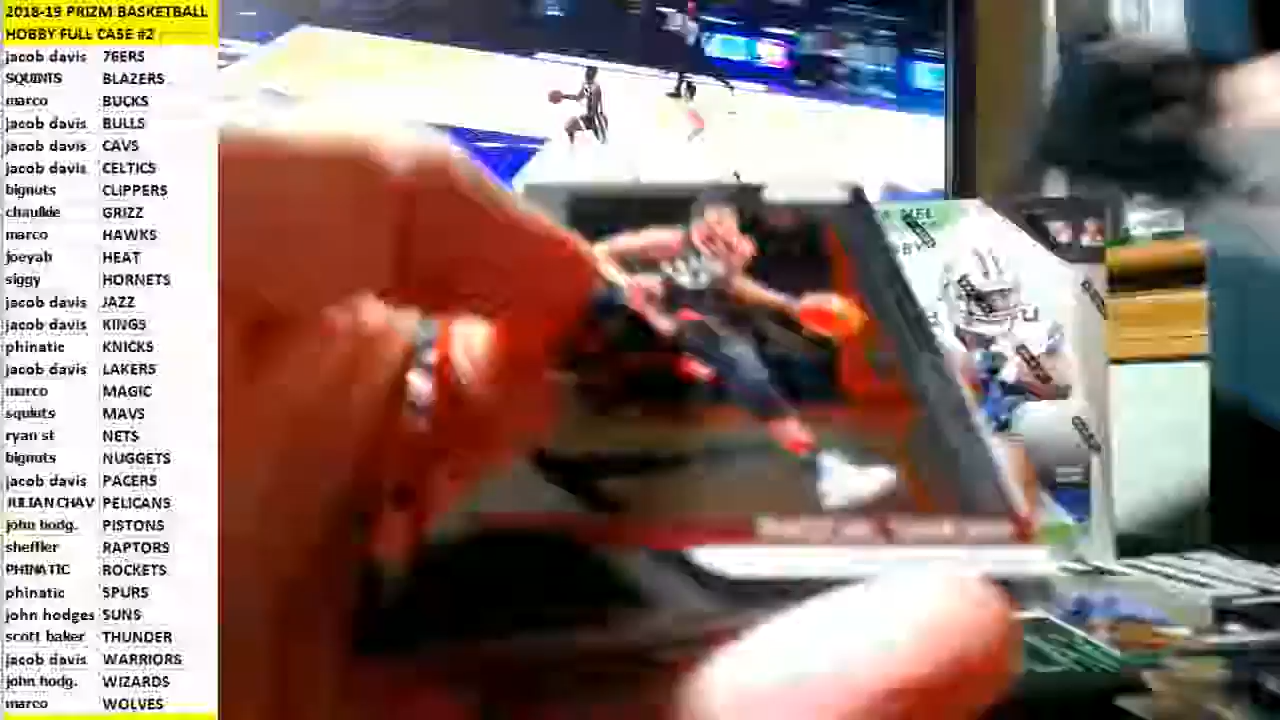 2018-19 PRIZM BASKETBALL
HOBBY FULL CASE #2
jacob davis 76ERS
SQUINTS BLAZERS
marco BUCKS
jacob davis BULLS
jacob davis CAVS
jacob davis CELTICS
bignuts CLIPPERS
chaulkie GRIZZ
marco HAWKS
joeyah HEAT
siggy HORNETS
jacob davis JAZZ
jacob davis KINGS
phinatic KNICKS
jacob davis LAKERS
marco MAGIC
squints MAVS
ryan st NETS
bignuts NUGGETS
jacob davis PACERS
JULIAN CHAV PELICANS
john hodg. PISTONS
sheffler RAPTORS
PHINATIC ROCKETS
phinatic SPURS
john hodges SUNS
scott baker THUNDER
jacob davis WARRIORS
john hodg. WIZARDS
marco WOLVES